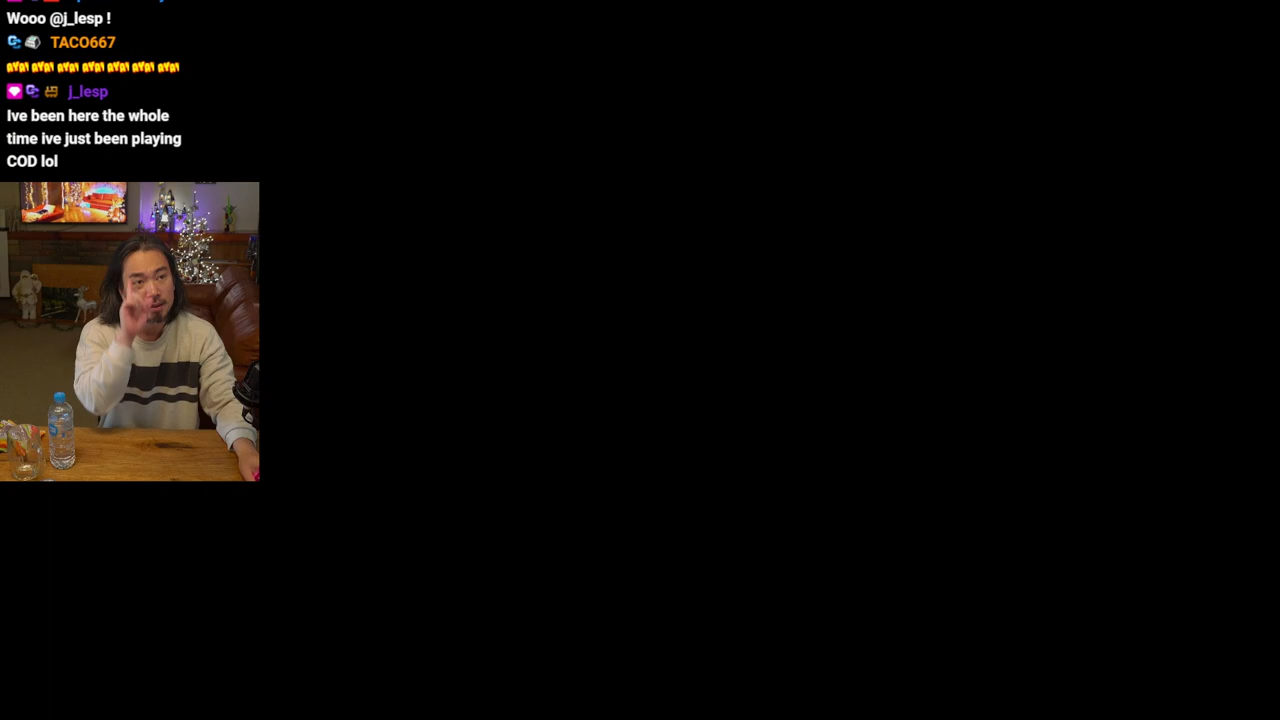 Wooo @j_lesp !
TACO667
j_lesp
Ive been here the whole
time ive just been playing
COD lol